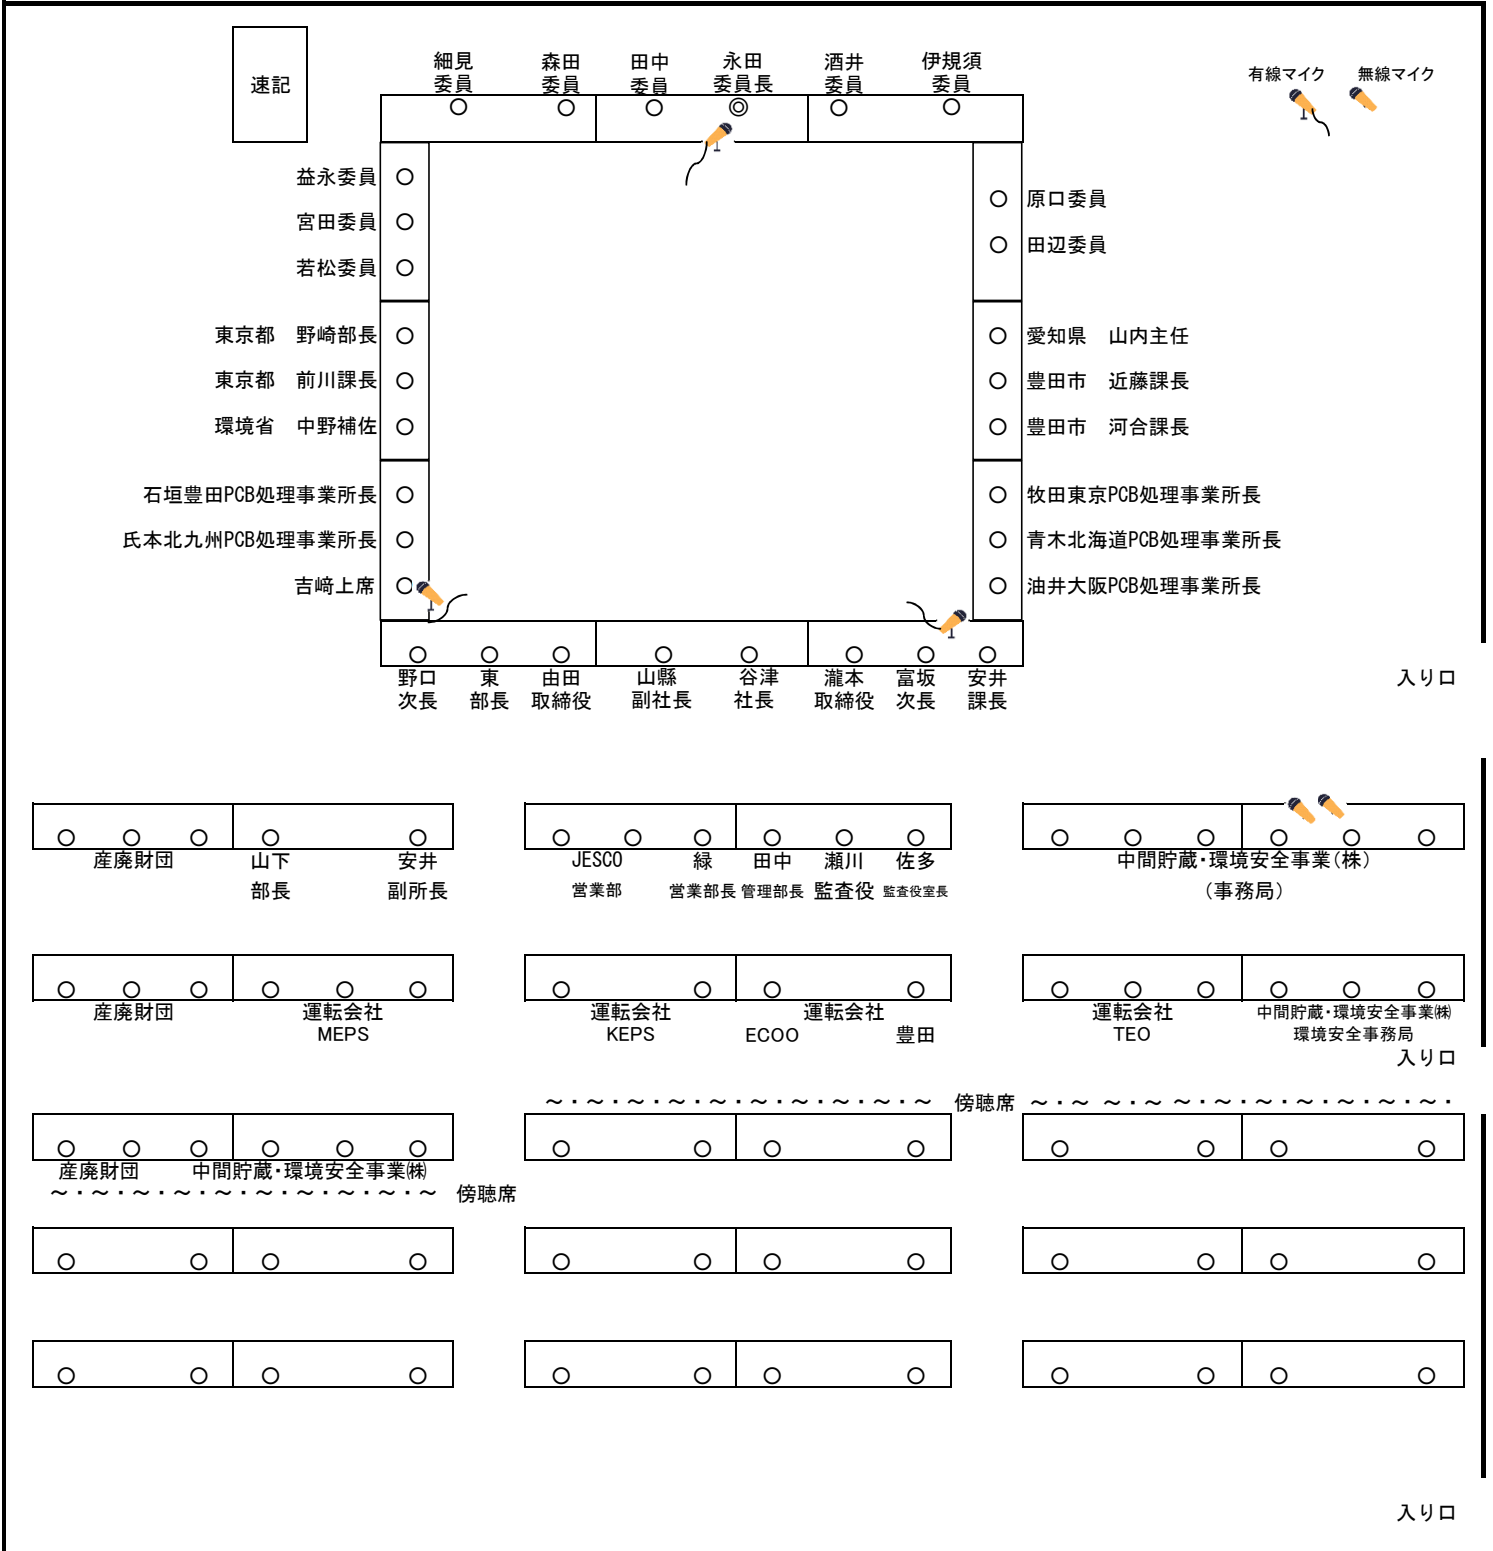 速記
細見 森田 田中 永田 酒井 伊規須
委員 委員 委員 委員長 委員 委員
有線マイク 無線マイク
益永委員
宮田委員
若松委員
原口委員
田辺委員
東京都 野崎部長
東京都 前川課長
環境省 中野補佐
愛知県 山内主任
豊田市 近藤課長
豊田市 河合課長
石垣豊田PCB処理事業所長
氏本北九州PCB処理事業所長
吉﨑上席
牧田東京PCB処理事業所長
青木北海道PCB処理事業所長
油井大阪PCB処理事業所長
野口 東 由田 山縣 谷津 瀧本 富坂 安井
次長 部長 取締役 副社長 社長 取締役 次長 課長
入り口
産廃財団 山下 安井 JESCO 緑 田中 瀬川 佐多 中間貯蔵・環境安全事業(株)
部長 副所長 営業部 営業部長 管理部長 監査役 監査役室長 (事務局)
産廃財団 運転会社 運転会社 運転会社 運転会社 中間貯蔵・環境安全事業㈱
MEPS KEPS ECOO 豊田 TEO 環境安全事務局
入り口
~・~・~・~・~・~・~・~・~・~ 傍聴席 ~・~ ~・~ ~・~・~・~・~・~・~・
産廃財団 中間貯蔵・環境安全事業㈱
~・~・~・~・~・~・~・~・~・~ 傍聴席
入り口